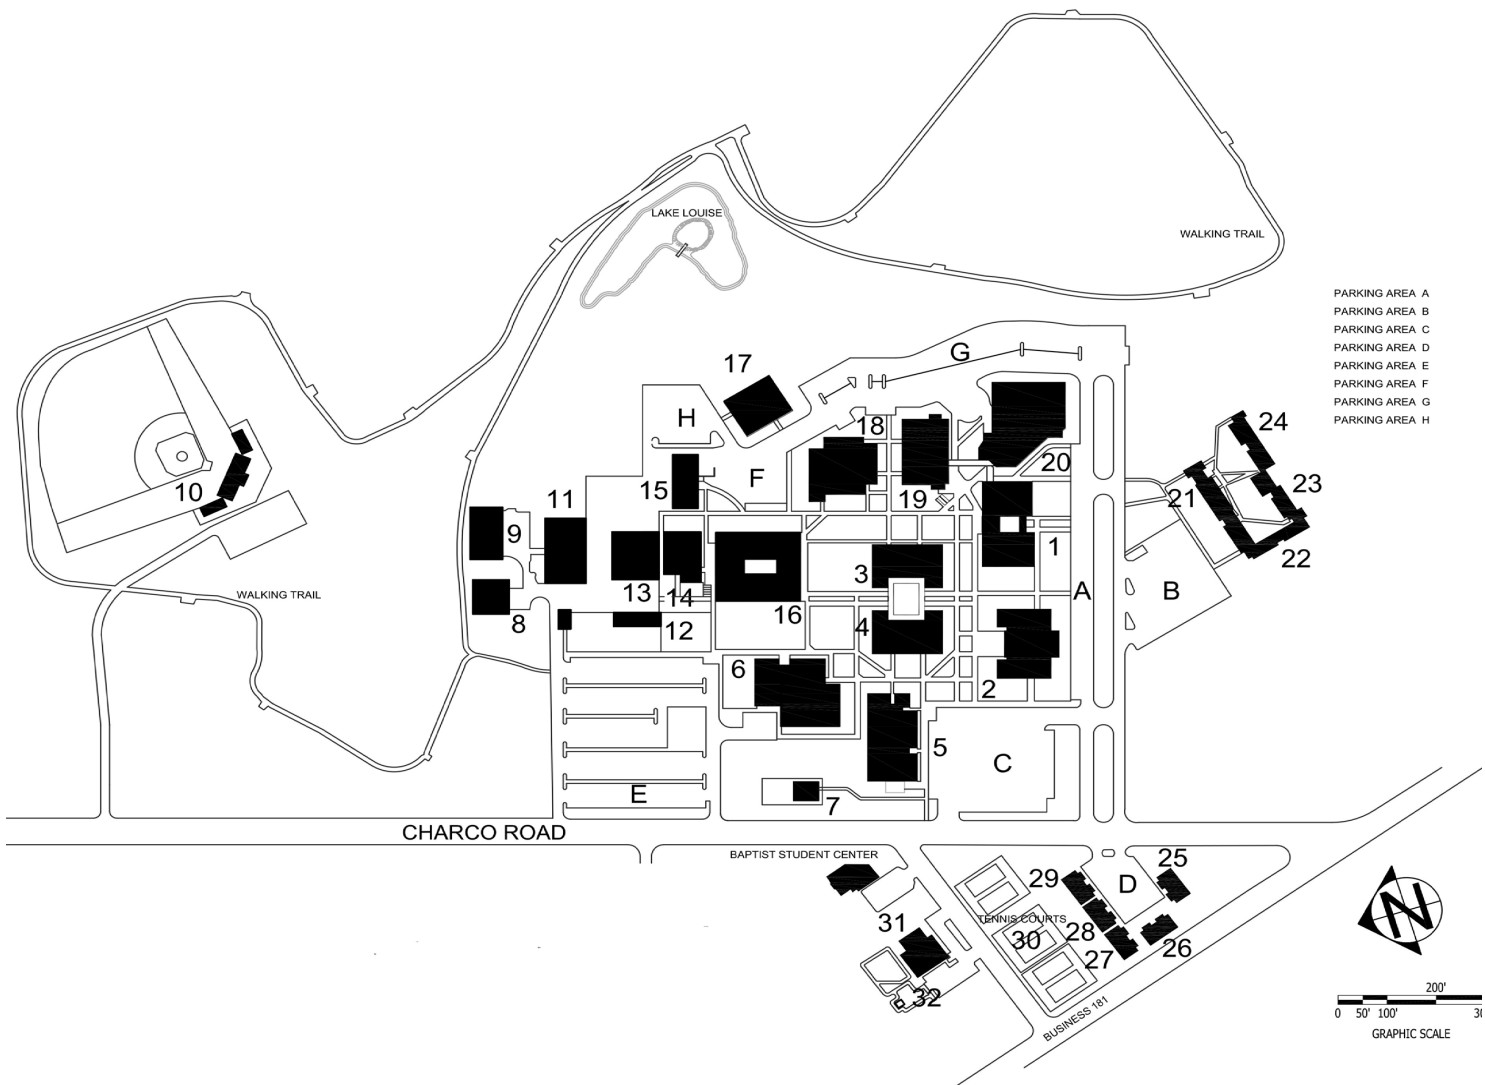 LAKE LOUISE
WALKING TRAIL
PARKING AREA A
PARKING AREA B
PARKING AREA C
PARKING AREA D
PARKING AREA E
PARKING AREA F
PARKING AREA G
PARKING AREA H
G
17
H
18
24
20
F
15
19
21
23
10
11
9
1
22
3
A
B
13
14
16
WALKING TRAIL
8
12
4
6
2
5
C
E
7
CHARCO ROAD
BAPTIST STUDENT CENTER
25
29
D
TENNIS COURTS
31
30
28
26
27
32
BUSINESS 181
N
200'
0 50' 100' 30
GRAPHIC SCALE